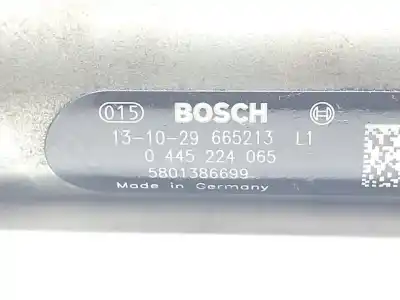 015 BOSCH
13-10-29 665213 L1
0 445 224 065
5801386699
Made in Germany